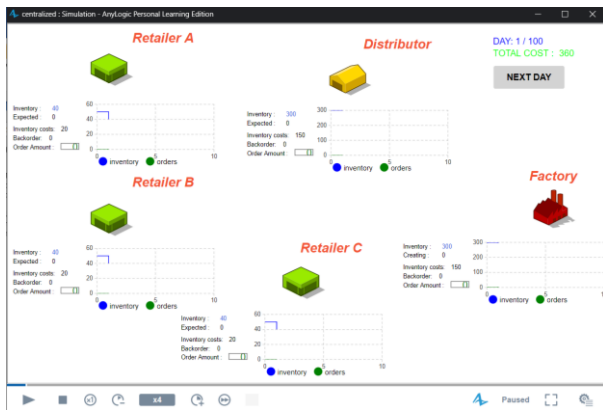 centralized : Simulation - AnyLogic Personal Learning Edition
Retailer A
Distributor
DAY: 1 / 100
TOTAL COST : 360
NEXT DAY
Inventory : 40
Expected : 0
Inventory costs: 20
Backorder: 0
Order Amount :
60
40
20
0
0 5 10
inventory orders
Inventory : 300
Expected : 0
Inventory costs: 150
Backorder: 0
Order Amount :
300
200
100
0
0 5 10
inventory orders
Retailer B
Retailer C
Factory
Inventory : 40
Expected : 0
Inventory costs: 20
Backorder: 0
Order Amount :
60
40
20
0
0 5 10
inventory orders
Inventory : 300
Creating : 0
Inventory costs: 150
Backorder: 0
Order Amount :
300
200
100
0
0 5 10
inventory orders
Inventory : 40
Expected : 0
Inventory costs: 20
Backorder: 0
Order Amount :
60
40
20
0
0 5 10
inventory orders
x1
x4
Paused